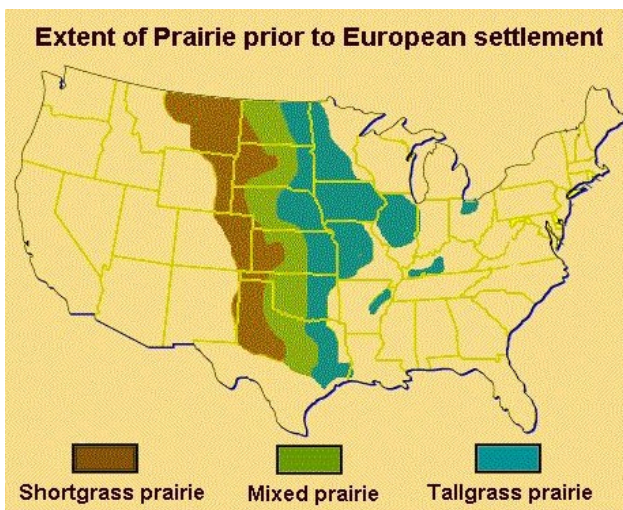 Extent of Prairie prior to European settlement
Shortgrass prairie
Mixed prairie
Tallgrass prairie